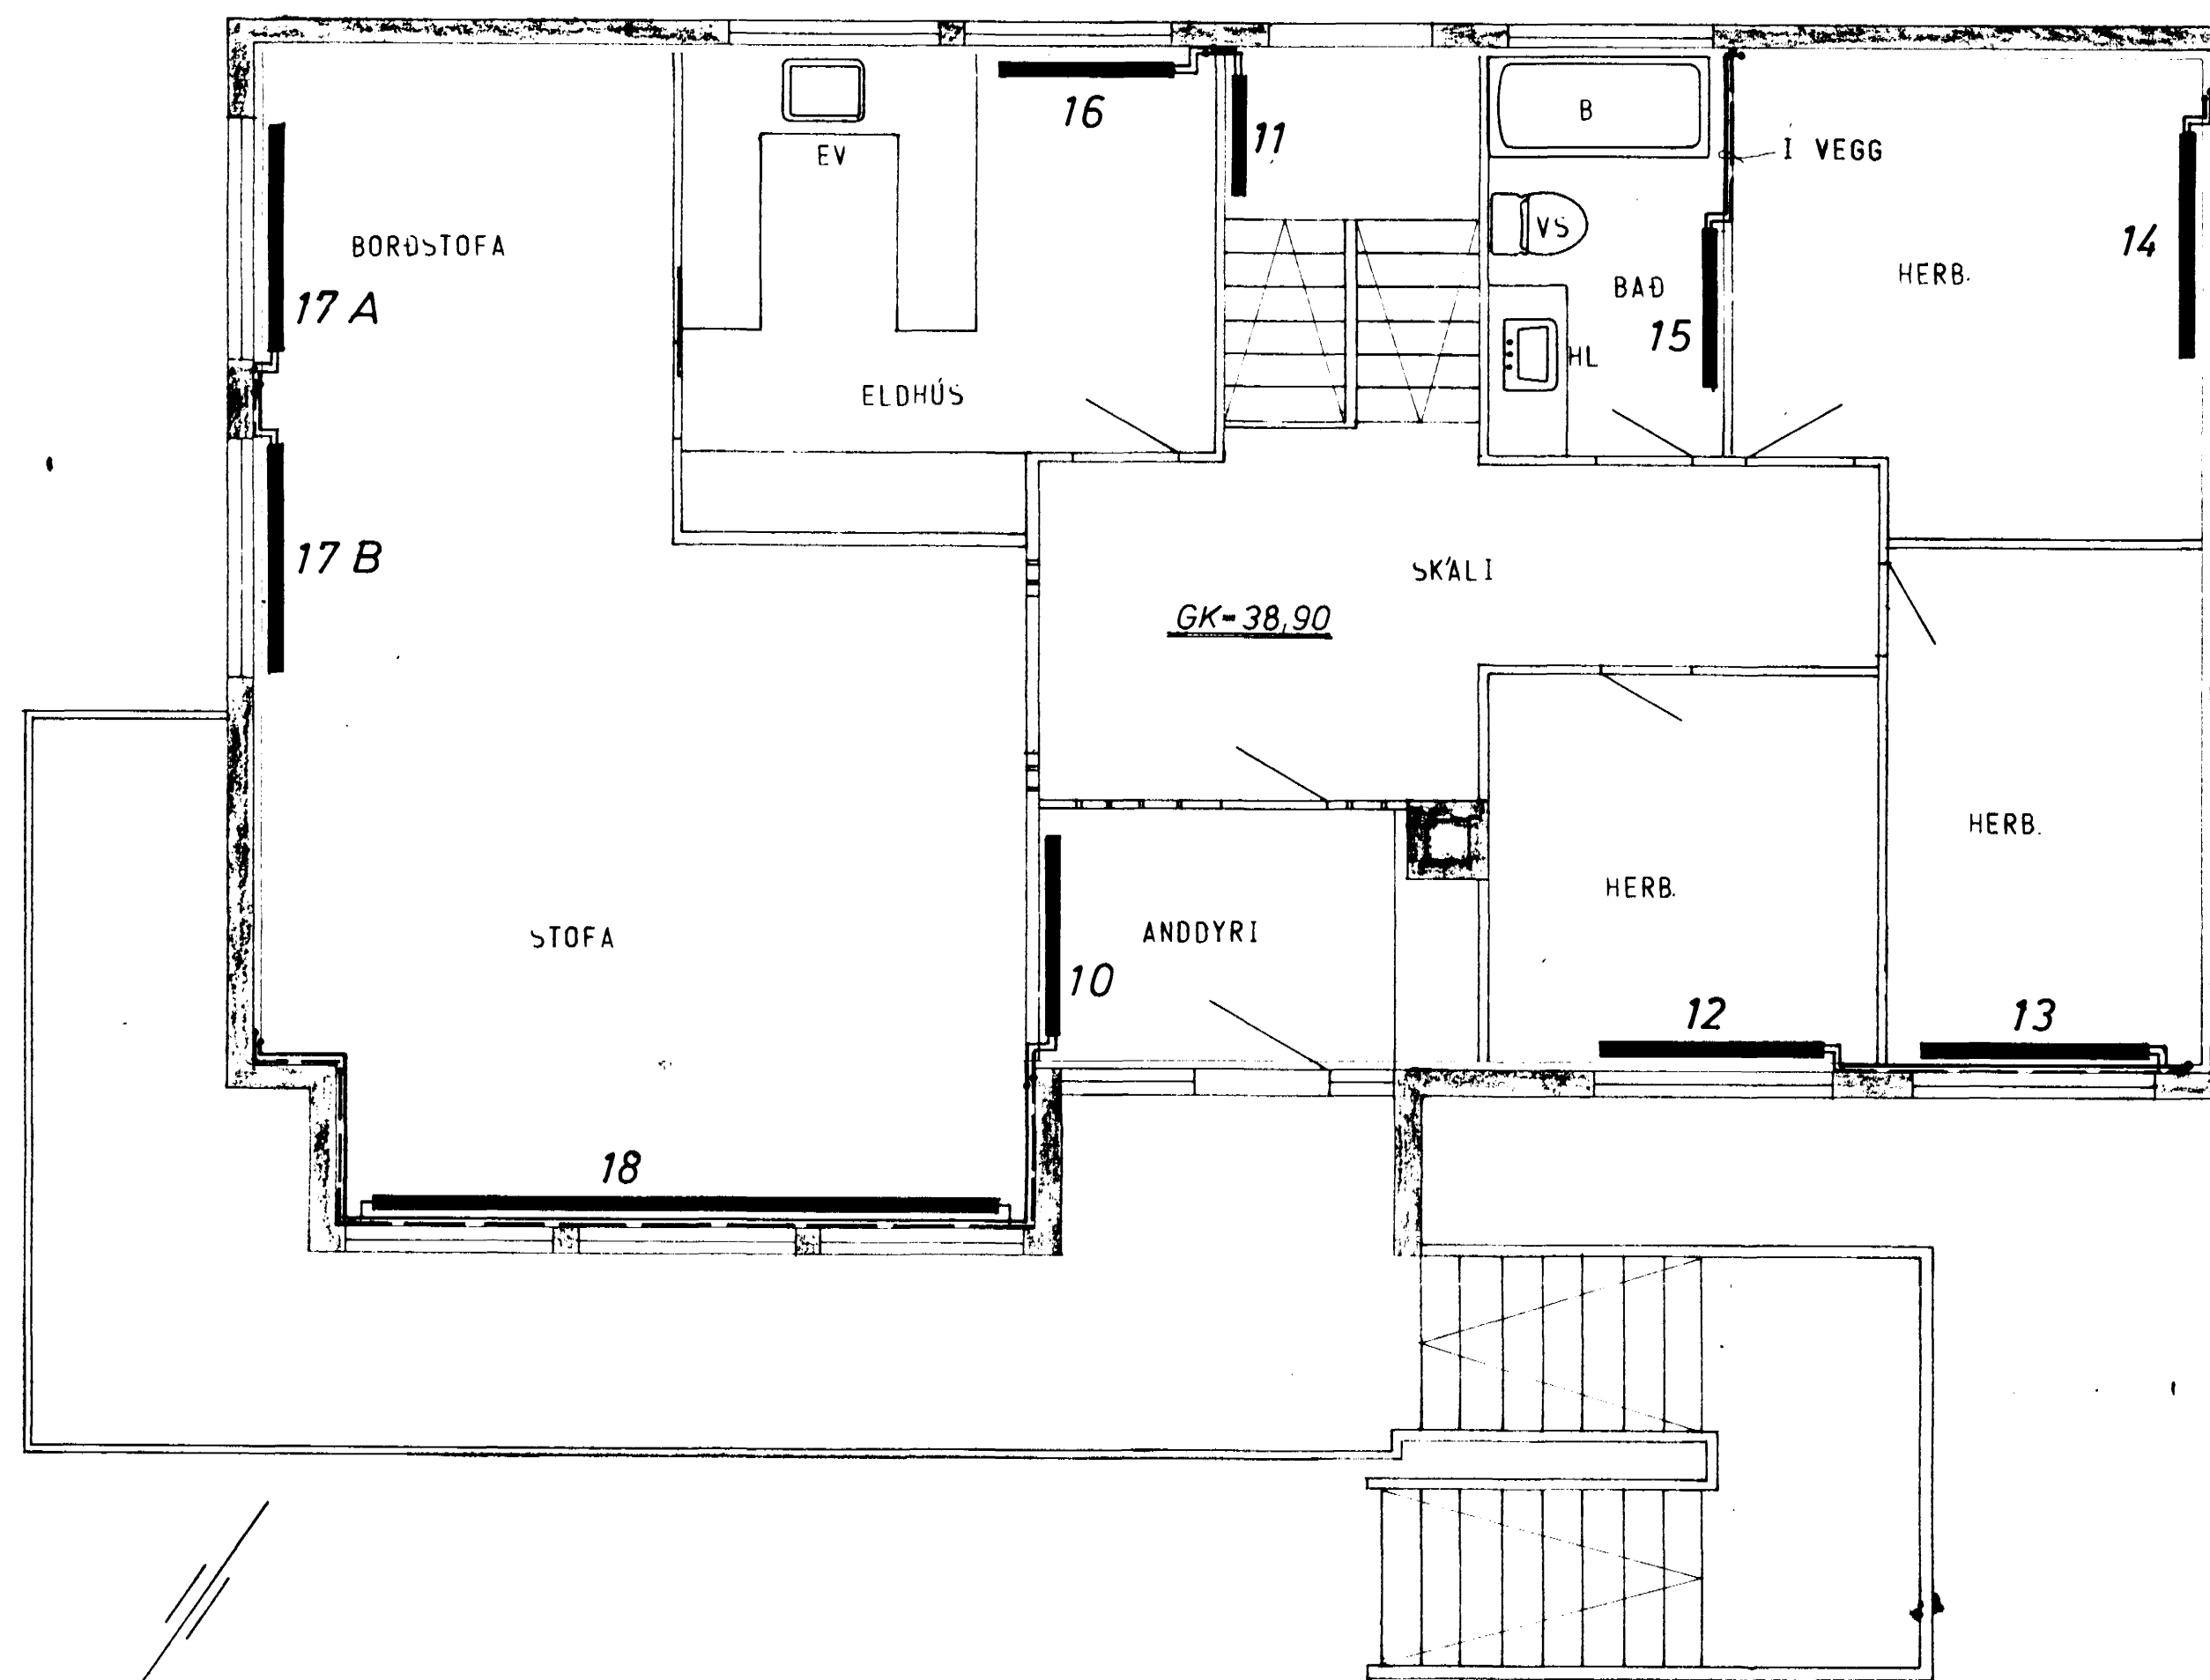 16
11
B
Í VEGG
EV
VS
14
BORÐSTOFA
HERB.
BAÐ
17 A
15
HL
ELDHÚS
17 B
SKÁLI
GK=38,90
HERB.
HERB.
STOFA
ANDDYRI
10
12
13
18